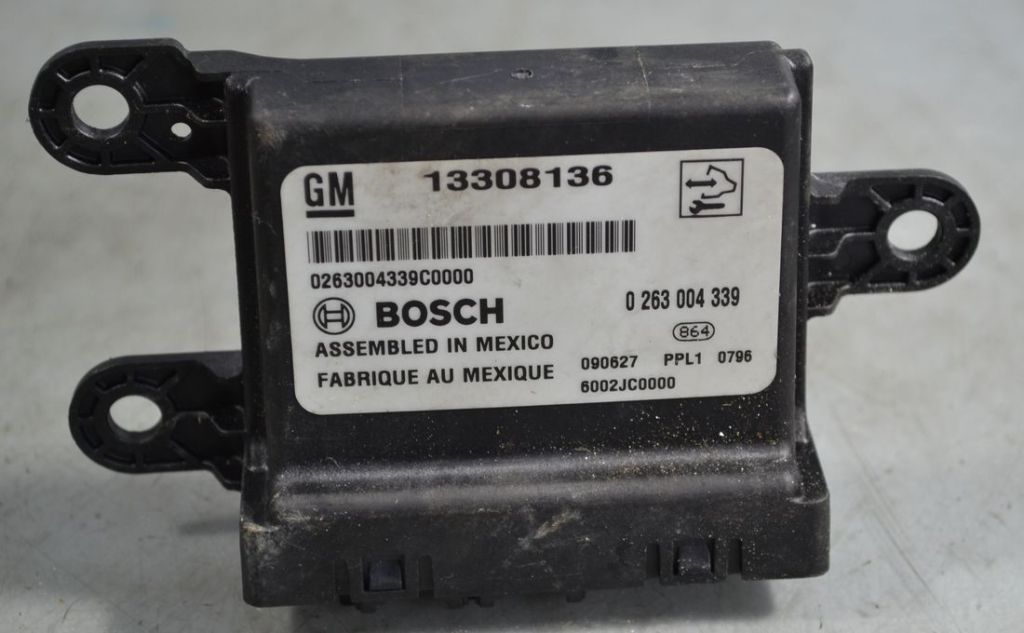 GM 13308136
0263004339C0000
BOSCH 0 263 004 339
864
ASSEMBLED IN MEXICO
FABRIQUE AU MEXIQUE
090627 PPL1 0796
6002JC0000